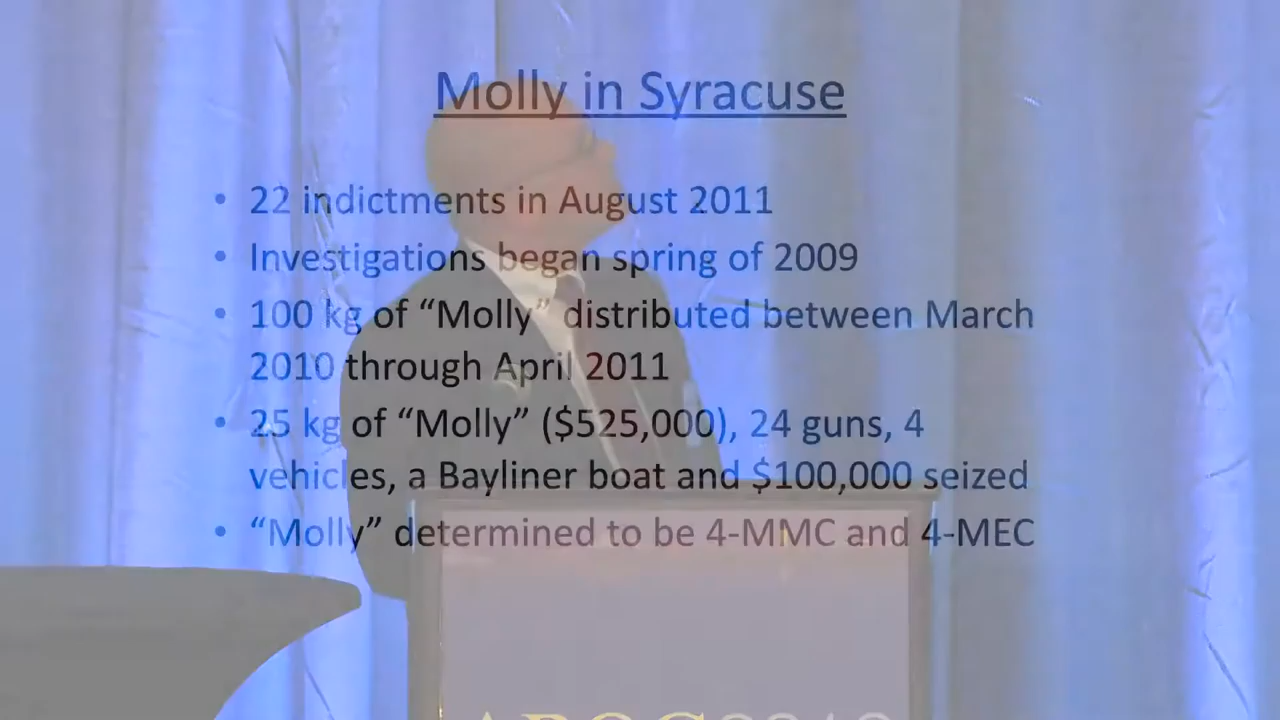 Molly in Syracuse
• 22 indictments in August 2011
• Investigations began spring of 2009
• 100 kg of “Molly” distributed between March
2010 through April 2011
• 25 kg of “Molly” ($525,000), 24 guns, 4
vehicles, a Bayliner boat and $100,000 seized
• “Molly” determined to be 4-MMC and 4-MEC